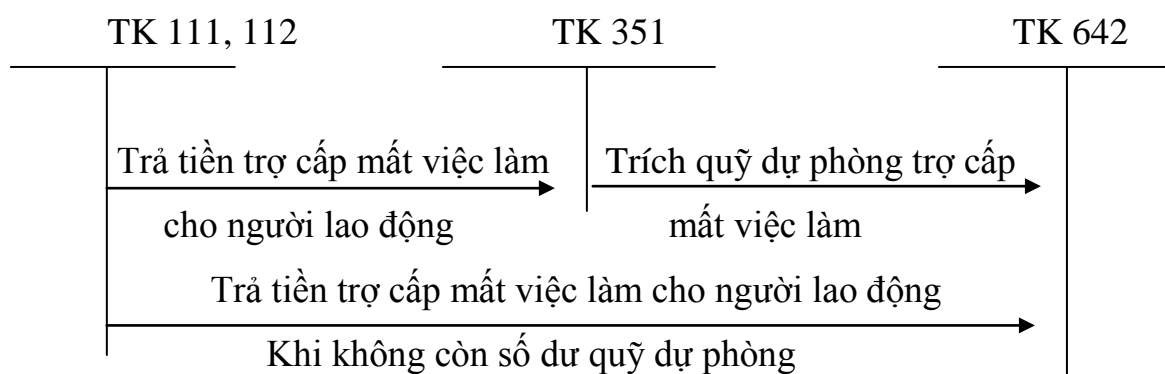 TK 111, 112 TK 351 TK 642
Trả tiền trợ cấp mất việc làm Trích quỹ dự phòng trợ cấp
cho người lao động mất việc làm
Trả tiền trợ cấp mất việc làm cho người lao động
Khi không còn số dư quỹ dự phòng